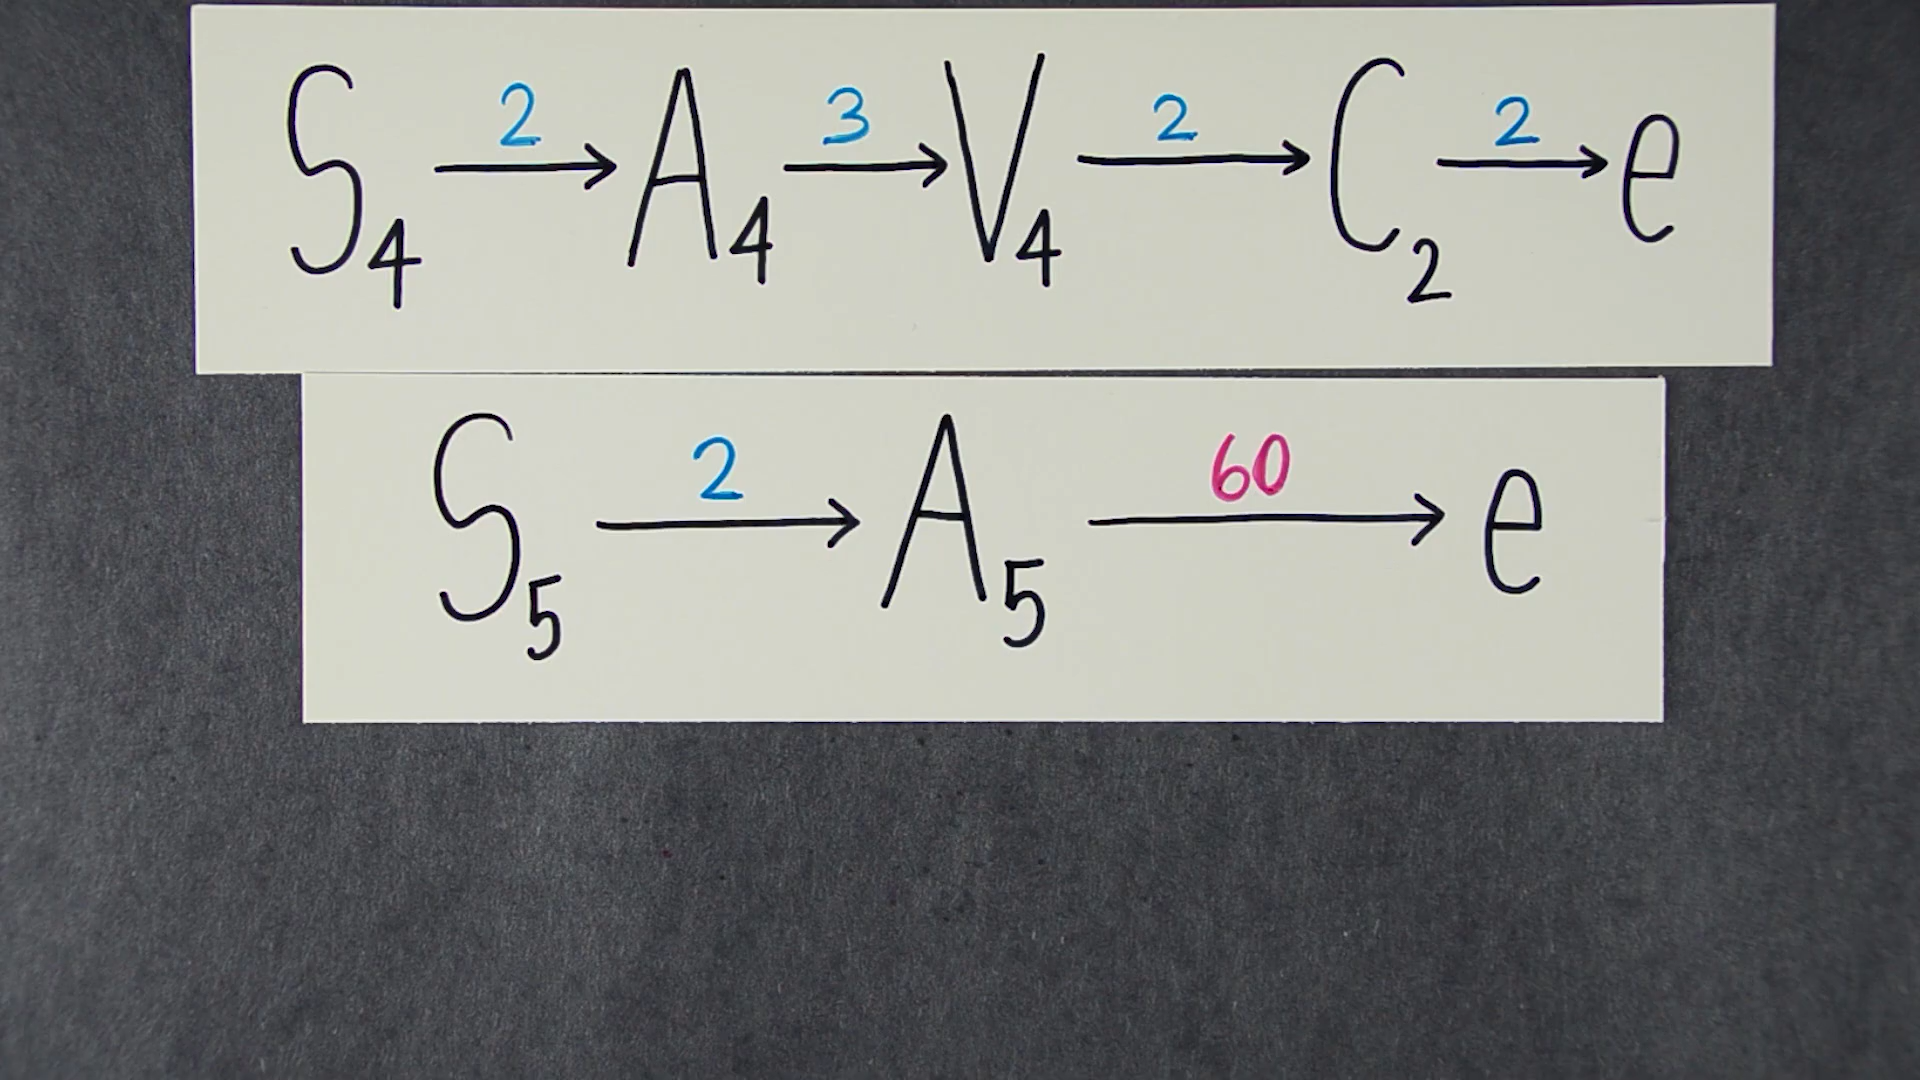 S₄ 2→ A₄ 3→ V₄ 2→ C₂ 2→ e
S₅ 2→ A₅ 60→ e